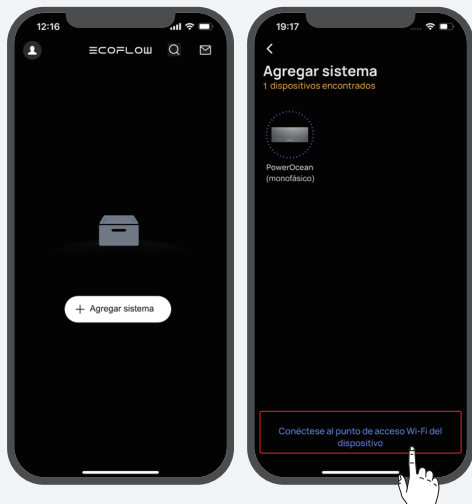 12:16
ECOFLOW
+ Agregar sistema
19:17
Agregar sistema
1 dispositivos encontrados
PowerOcean
(monofásico)
Conéctese al punto de acceso Wi-Fi del
dispositivo